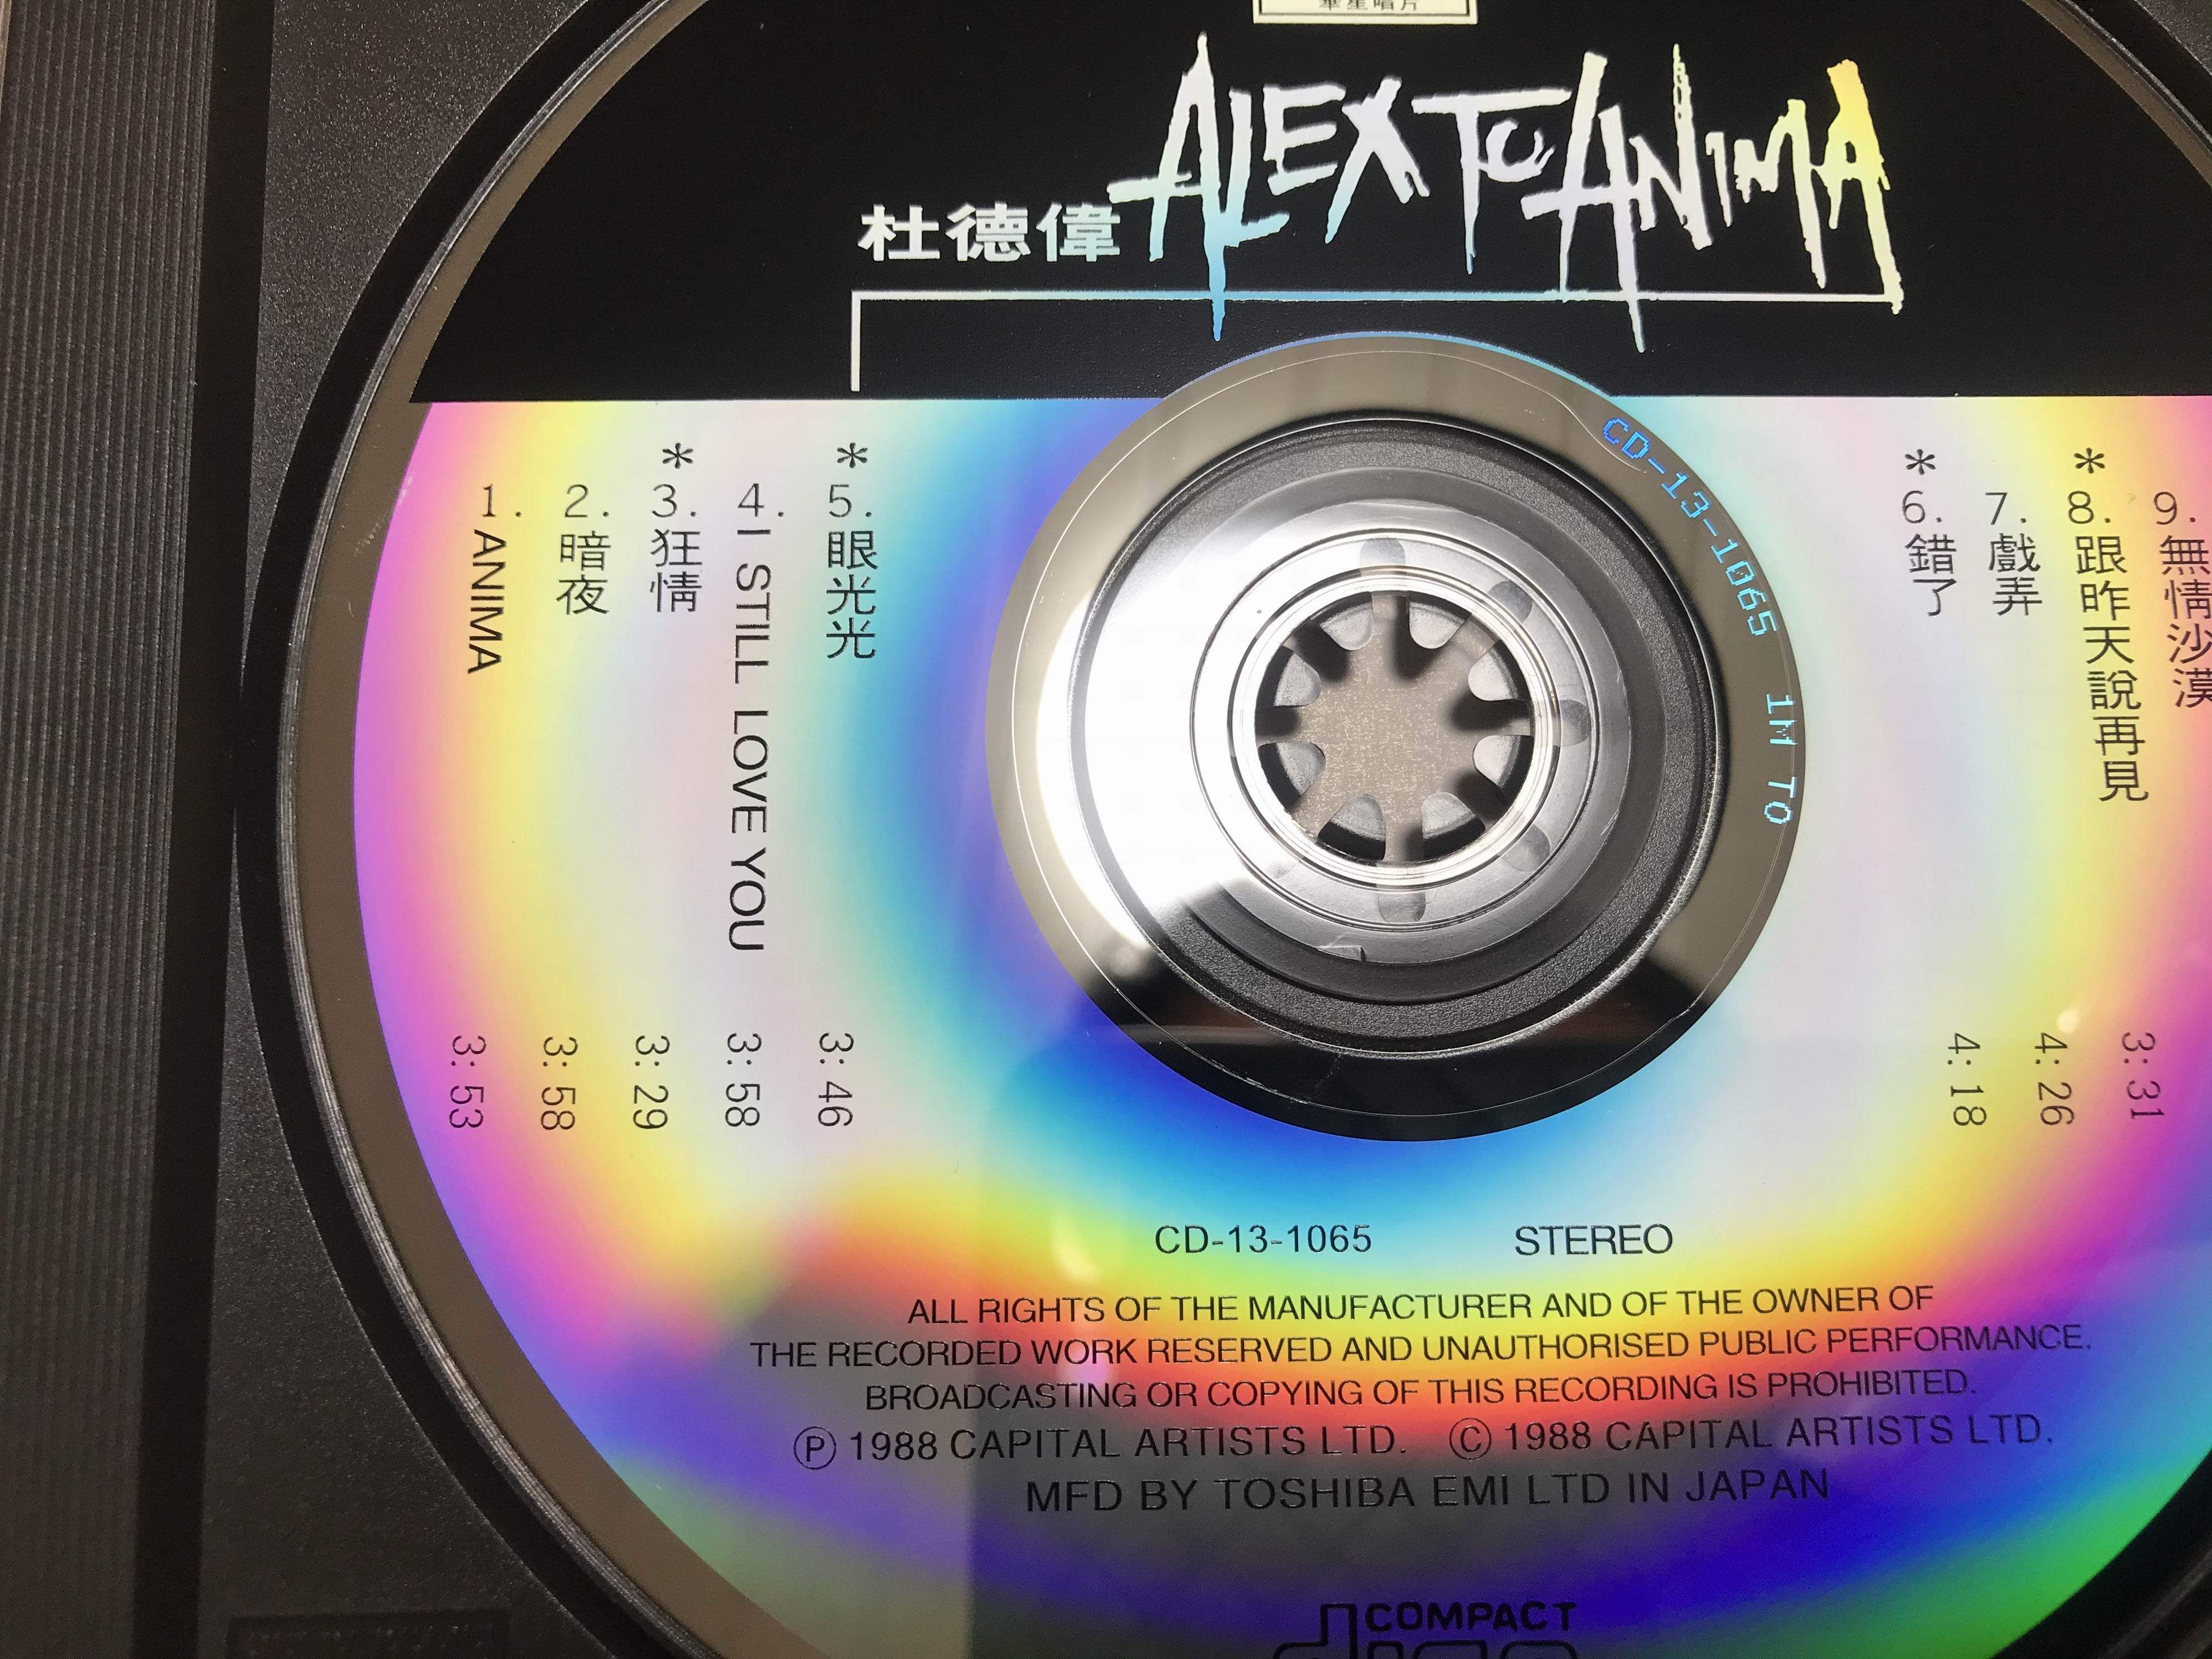 華星唱片
杜德偉 ALEX TO ANIMA
1. ANIMA 3:53
2. 暗夜 3:58
* 3. 狂情 3:29
4. I STILL LOVE YOU 3:58
* 5. 眼光光 3:46
* 6. 錯了 4:18
7. 戲弄 4:26
* 8. 跟昨天說再見 3:31
9. 無情沙漠
CD-13-1065 1M TO
CD-13-1065 STEREO
ALL RIGHTS OF THE MANUFACTURER AND OF THE OWNER OF
THE RECORDED WORK RESERVED AND UNAUTHORISED PUBLIC PERFORMANCE.
BROADCASTING OR COPYING OF THIS RECORDING IS PROHIBITED.
Ⓟ 1988 CAPITAL ARTISTS LTD. Ⓒ 1988 CAPITAL ARTISTS LTD.
MFD BY TOSHIBA EMI LTD IN JAPAN
COMPACT
disc